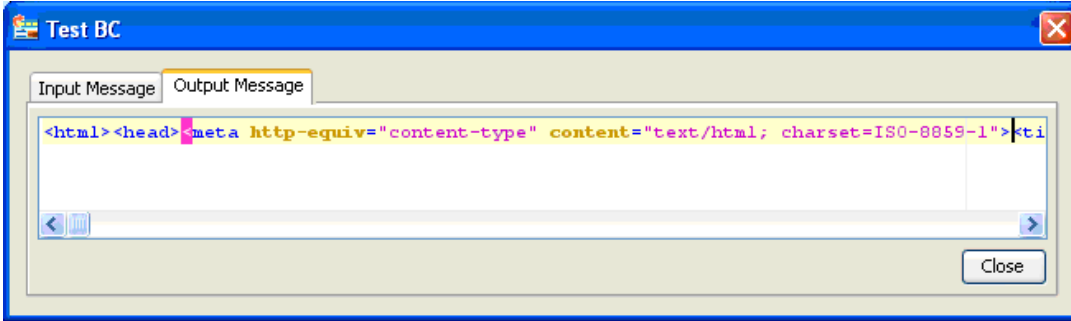 Test BC
Input Message Output Message
<html><head><meta http-equiv="content-type" content="text/html; charset=ISO-8859-1"><ti
Close